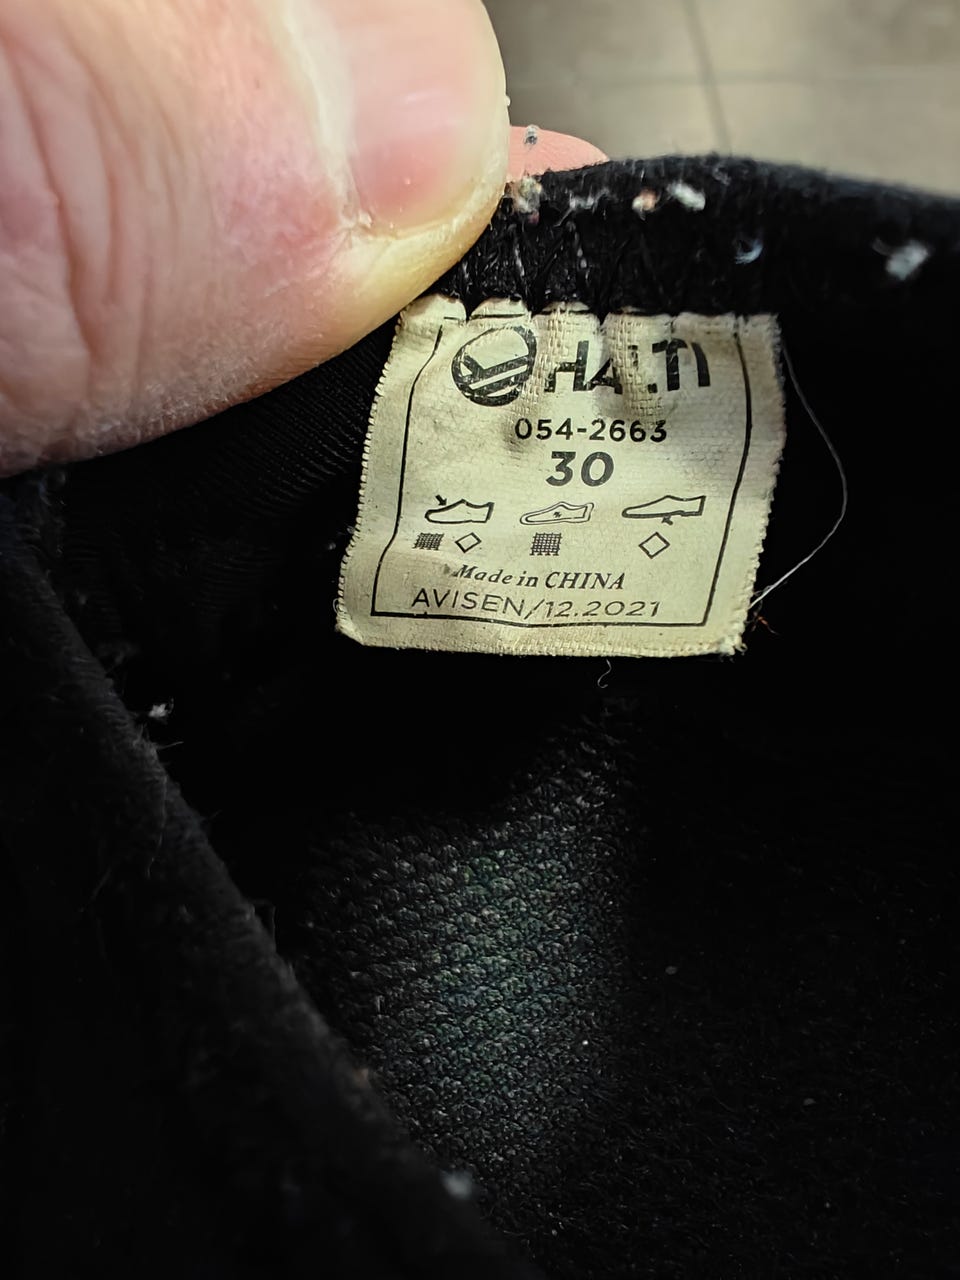 HALTI
054-2663
30
Made in CHINA
AVISEN/12.2021